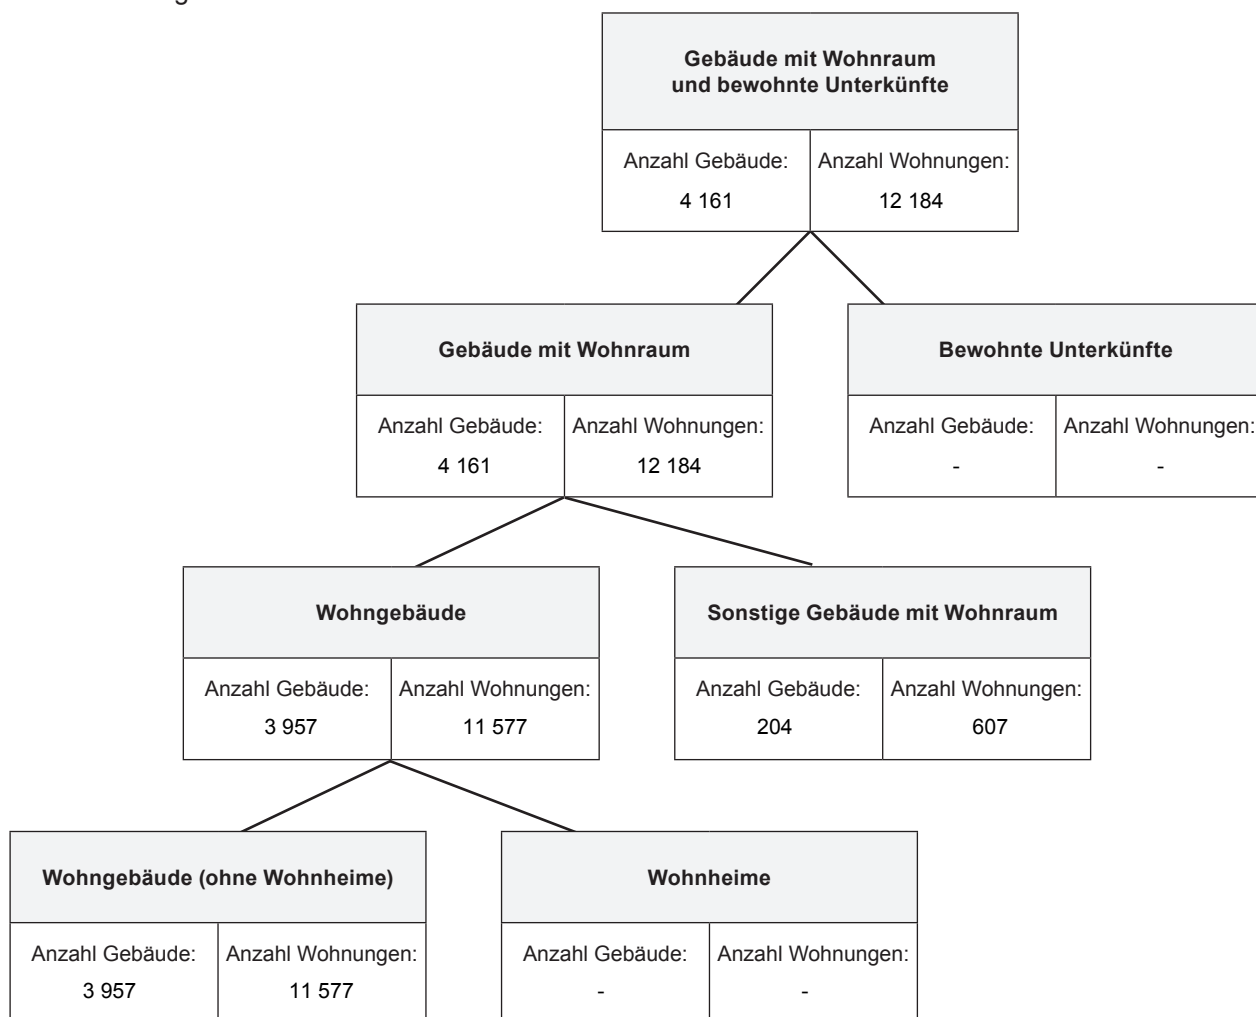 Gebäude mit Wohnraum
und bewohnte Unterkünfte
Anzahl Gebäude: Anzahl Wohnungen:
4 161 12 184
Gebäude mit Wohnraum
Anzahl Gebäude: Anzahl Wohnungen:
4 161 12 184
Bewohnte Unterkünfte
Anzahl Gebäude: Anzahl Wohnungen:
- -
Wohngebäude
Anzahl Gebäude: Anzahl Wohnungen:
3 957 11 577
Sonstige Gebäude mit Wohnraum
Anzahl Gebäude: Anzahl Wohnungen:
204 607
Wohngebäude (ohne Wohnheime)
Anzahl Gebäude: Anzahl Wohnungen:
3 957 11 577
Wohnheime
Anzahl Gebäude: Anzahl Wohnungen:
- -